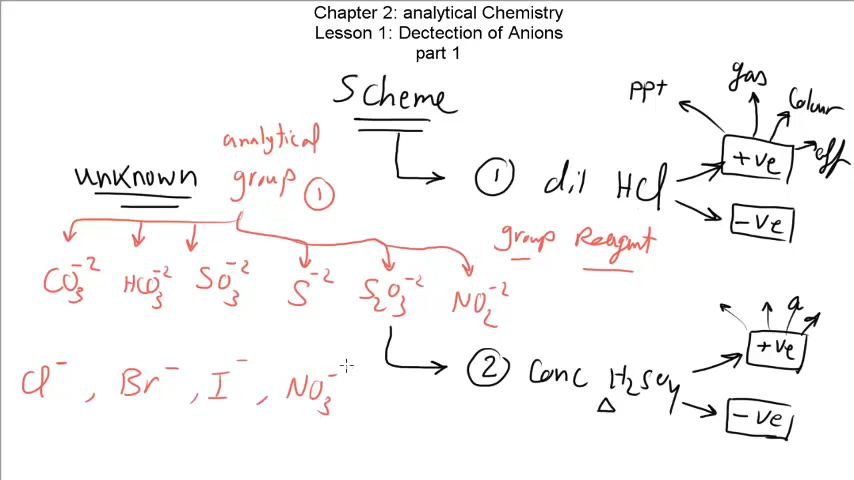 Chapter 2: analytical Chemistry
Lesson 1: Dectection of Anions
part 1
Scheme
unknown
analytical
group ①
CO₃⁻² HCO₃⁻² SO₃⁻² S⁻² S₂O₃⁻² NO₂⁻²
Cl⁻, Br⁻, I⁻, NO₃⁻
① dil HCl
group Reagent
+ve
ppt gas Colour eff
-ve
② Conc H₂SO₄
Δ
+ve
a
-ve